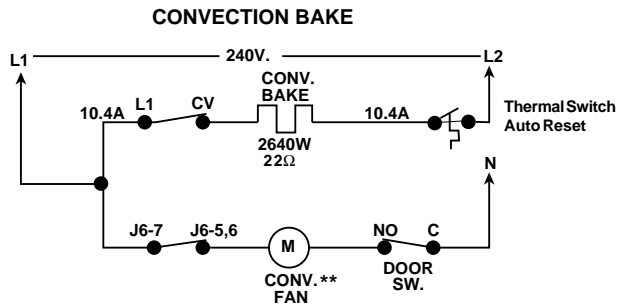 CONVECTION BAKE
L1
240V.
L2
CONV.
BAKE
10.4A
L1
CV
10.4A
Thermal Switch
Auto Reset
2640W
22Ω
N
J6-7
J6-5,6
M
NO
C
CONV.**
FAN
DOOR
SW.